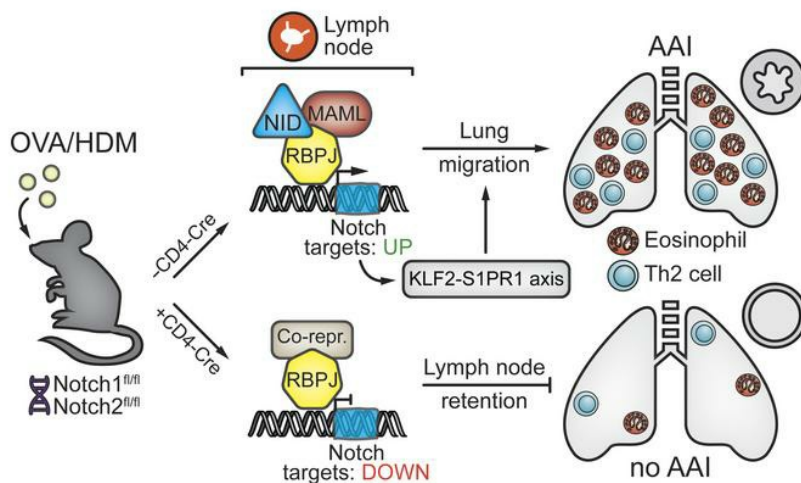 Lymph
node
AAI
NID
MAML
RBPJ
OVA/HDM
Lung
migration
-CD4-Cre
Notch
targets: UP
KLF2-S1PR1 axis
Eosinophil
Th2 cell
+CD4-Cre
Co-repr.
RBPJ
Lymph node
retention
Notch1fl/fl
Notch2fl/fl
Notch
targets: DOWN
no AAI